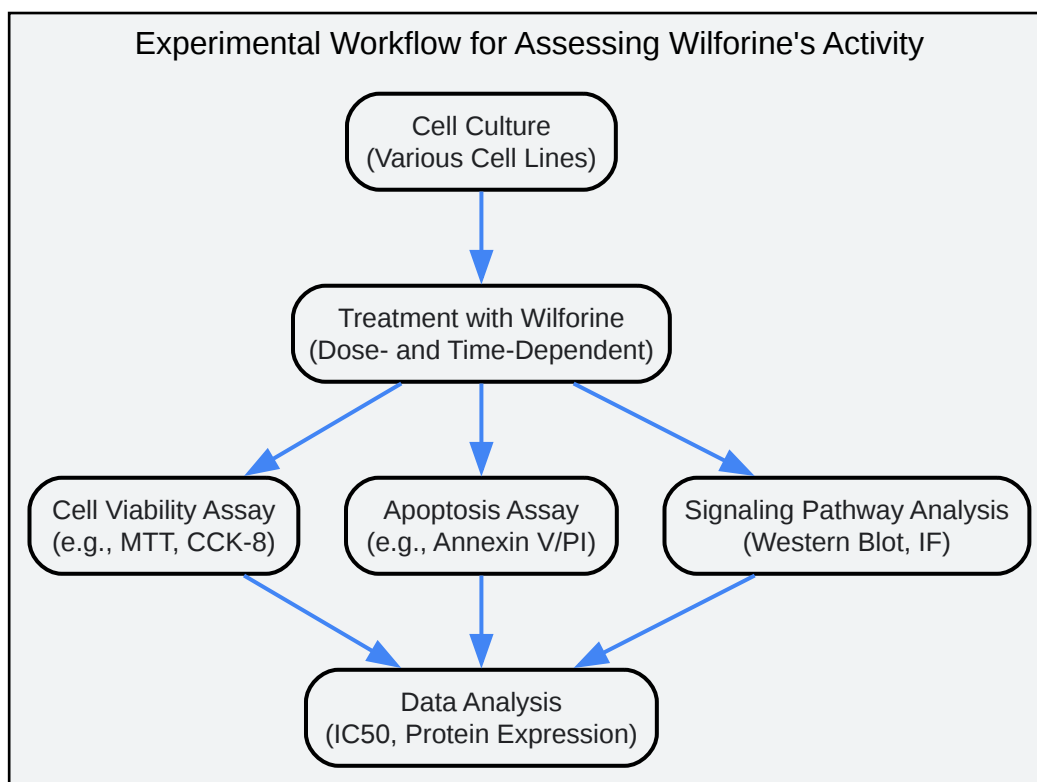 Experimental Workflow for Assessing Wilforine's Activity
Cell Culture
(Various Cell Lines)
Treatment with Wilforine
(Dose- and Time-Dependent)
Cell Viability Assay
(e.g., MTT, CCK-8)
Apoptosis Assay
(e.g., Annexin V/PI)
Signaling Pathway Analysis
(Western Blot, IF)
Data Analysis
(IC50, Protein Expression)